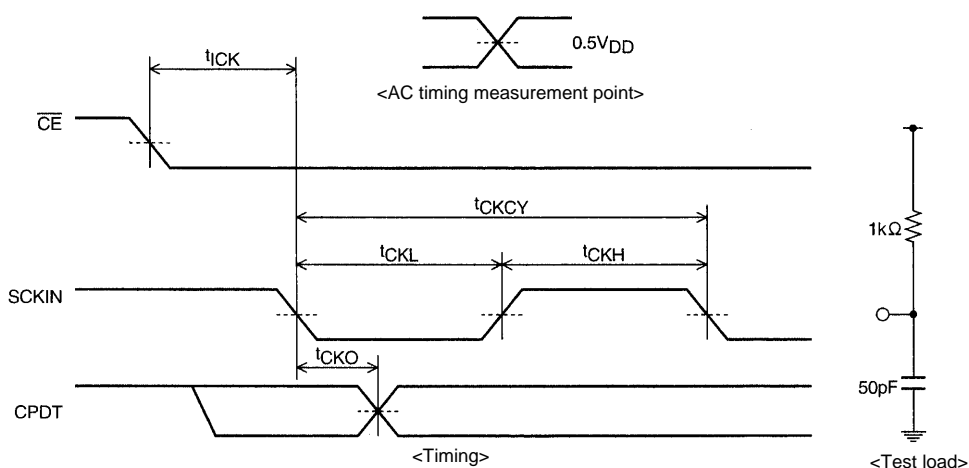 tICK
0.5VDD
<AC timing measurement point>
CE
tCKCY
1kΩ
tCKL
tCKH
SCKIN
tCKO
50pF
CPDT
<Timing>
<Test load>